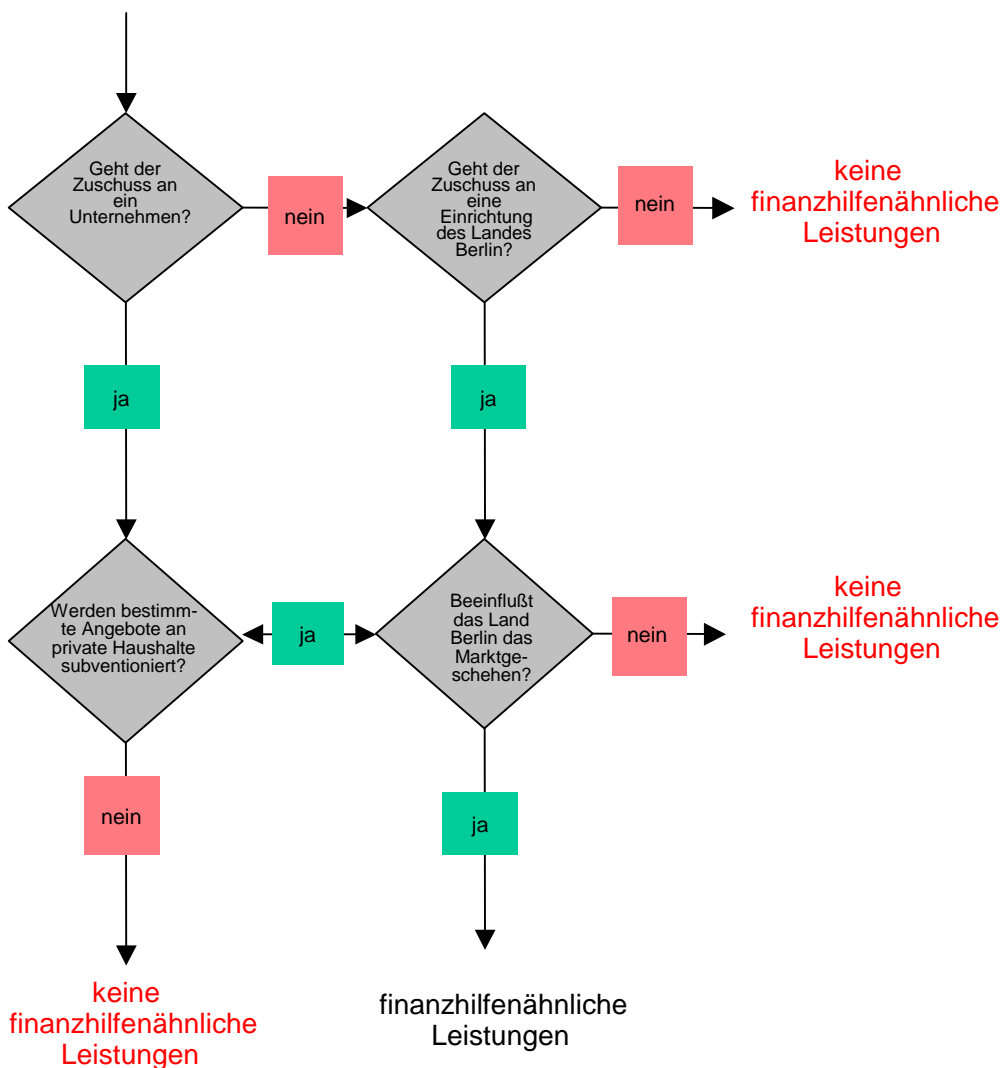 Geht der
Zuschuss an
ein
Unternehmen?
nein
Geht der
Zuschuss an
eine
Einrichtung
des Landes
Berlin?
nein
keine
finanzhilfenähnliche
Leistungen
ja
ja
Werden bestimm-
te Angebote an
private Haushalte
subventioniert?
ja
Beeinflußt
das Land
Berlin das
Marktge-
schehen?
nein
keine
finanzhilfenähnliche
Leistungen
nein
ja
keine
finanzhilfenähnliche
Leistungen
finanzhilfenähnliche
Leistungen